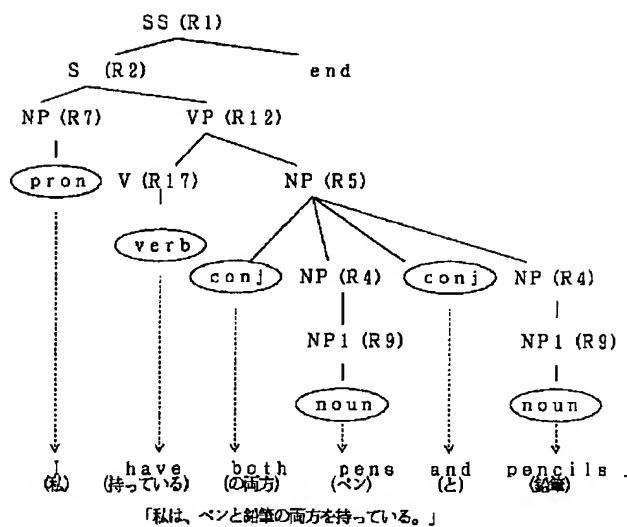 SS (R1)
S (R2) end
NP (R7) VP (R12)
pron V (R17) NP (R5)
verb
conj NP (R4) conj NP (R4)
NP1 (R9) NP1 (R9)
noun noun
I have both pens and pencils .
(私) (持っている) (の両方) (ペン) (と) (鉛筆)
「私は、ペンと鉛筆の両方を持っている。」